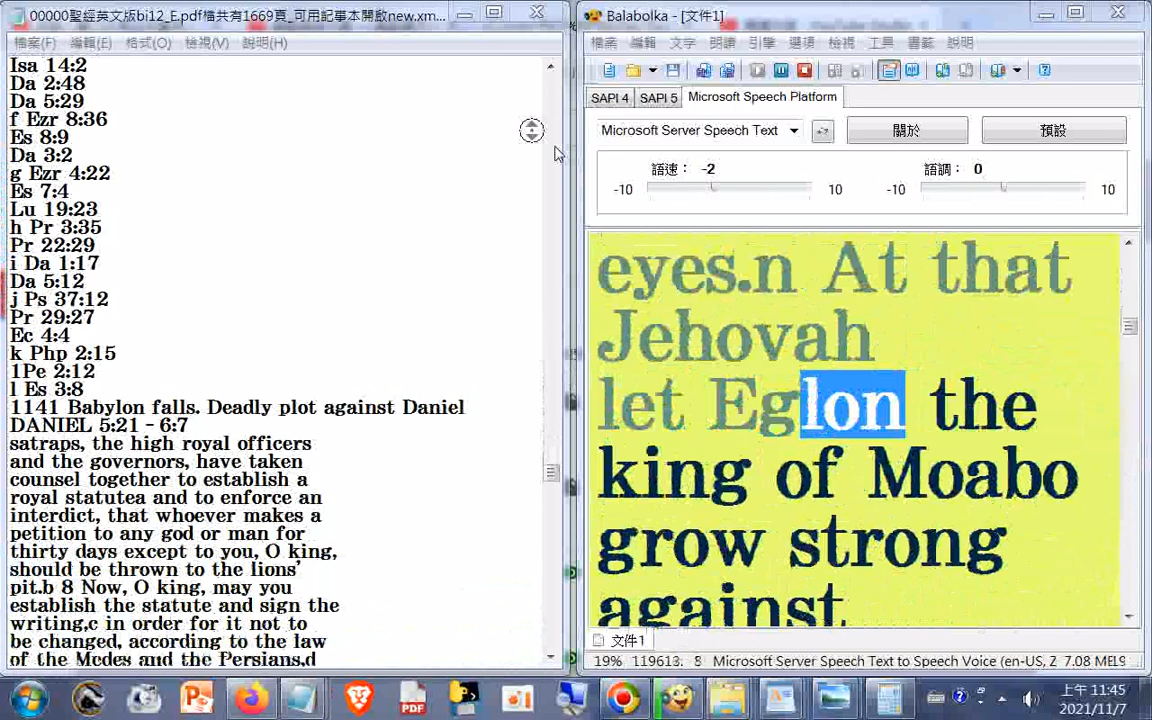 00000聖經英文版bi12_E.pdf檔共有1669頁_可用記事本開啟new.xm...
檔案(F) 編輯(E) 格式(O) 檢視(V) 說明(H)
Isa 14:2
Da 2:48
Da 5:29
f Ezr 8:36
Es 8:9
Da 3:2
g Ezr 4:22
Es 7:4
Lu 19:23
h Pr 3:35
Pr 22:29
i Da 1:17
Da 5:12
j Ps 37:12
Pr 29:27
Ec 4:4
k Php 2:15
1Pe 2:12
l Es 3:8
1141 Babylon falls. Deadly plot against Daniel
DANIEL 5:21 - 6:7
satraps, the high royal officers
and the governors, have taken
counsel together to establish a
royal statutea and to enforce an
interdict, that whoever makes a
petition to any god or man for
thirty days except to you, O king,
should be thrown to the lions’
pit.b 8 Now, O king, may you
establish the statute and sign the
writing,c in order for it not to
be changed, according to the law
of the Medes and the Persians,d
Balabolka - [文件1]
檔案 編輯 文字 朗讀 引擎 選項 檢視 工具 書籤 說明
SAPI 4 SAPI 5 Microsoft Speech Platform
Microsoft Server Speech Text 關於 預設
語速： -2 語調： 0
-10 10 -10 10
eyes.n At that
Jehovah
let Eglon the
king of Moabo
grow strong
against
文件1
19% 119613. 8 Microsoft Server Speech Text to Speech Voice (en-US, Z 7.08 MEL9%
PDF
上午 11:45
2021/11/7